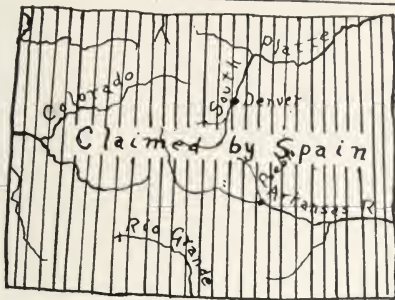 South Platte
Colorado
Denver
Claimed by Spain
Arkansas R
Rio Grande